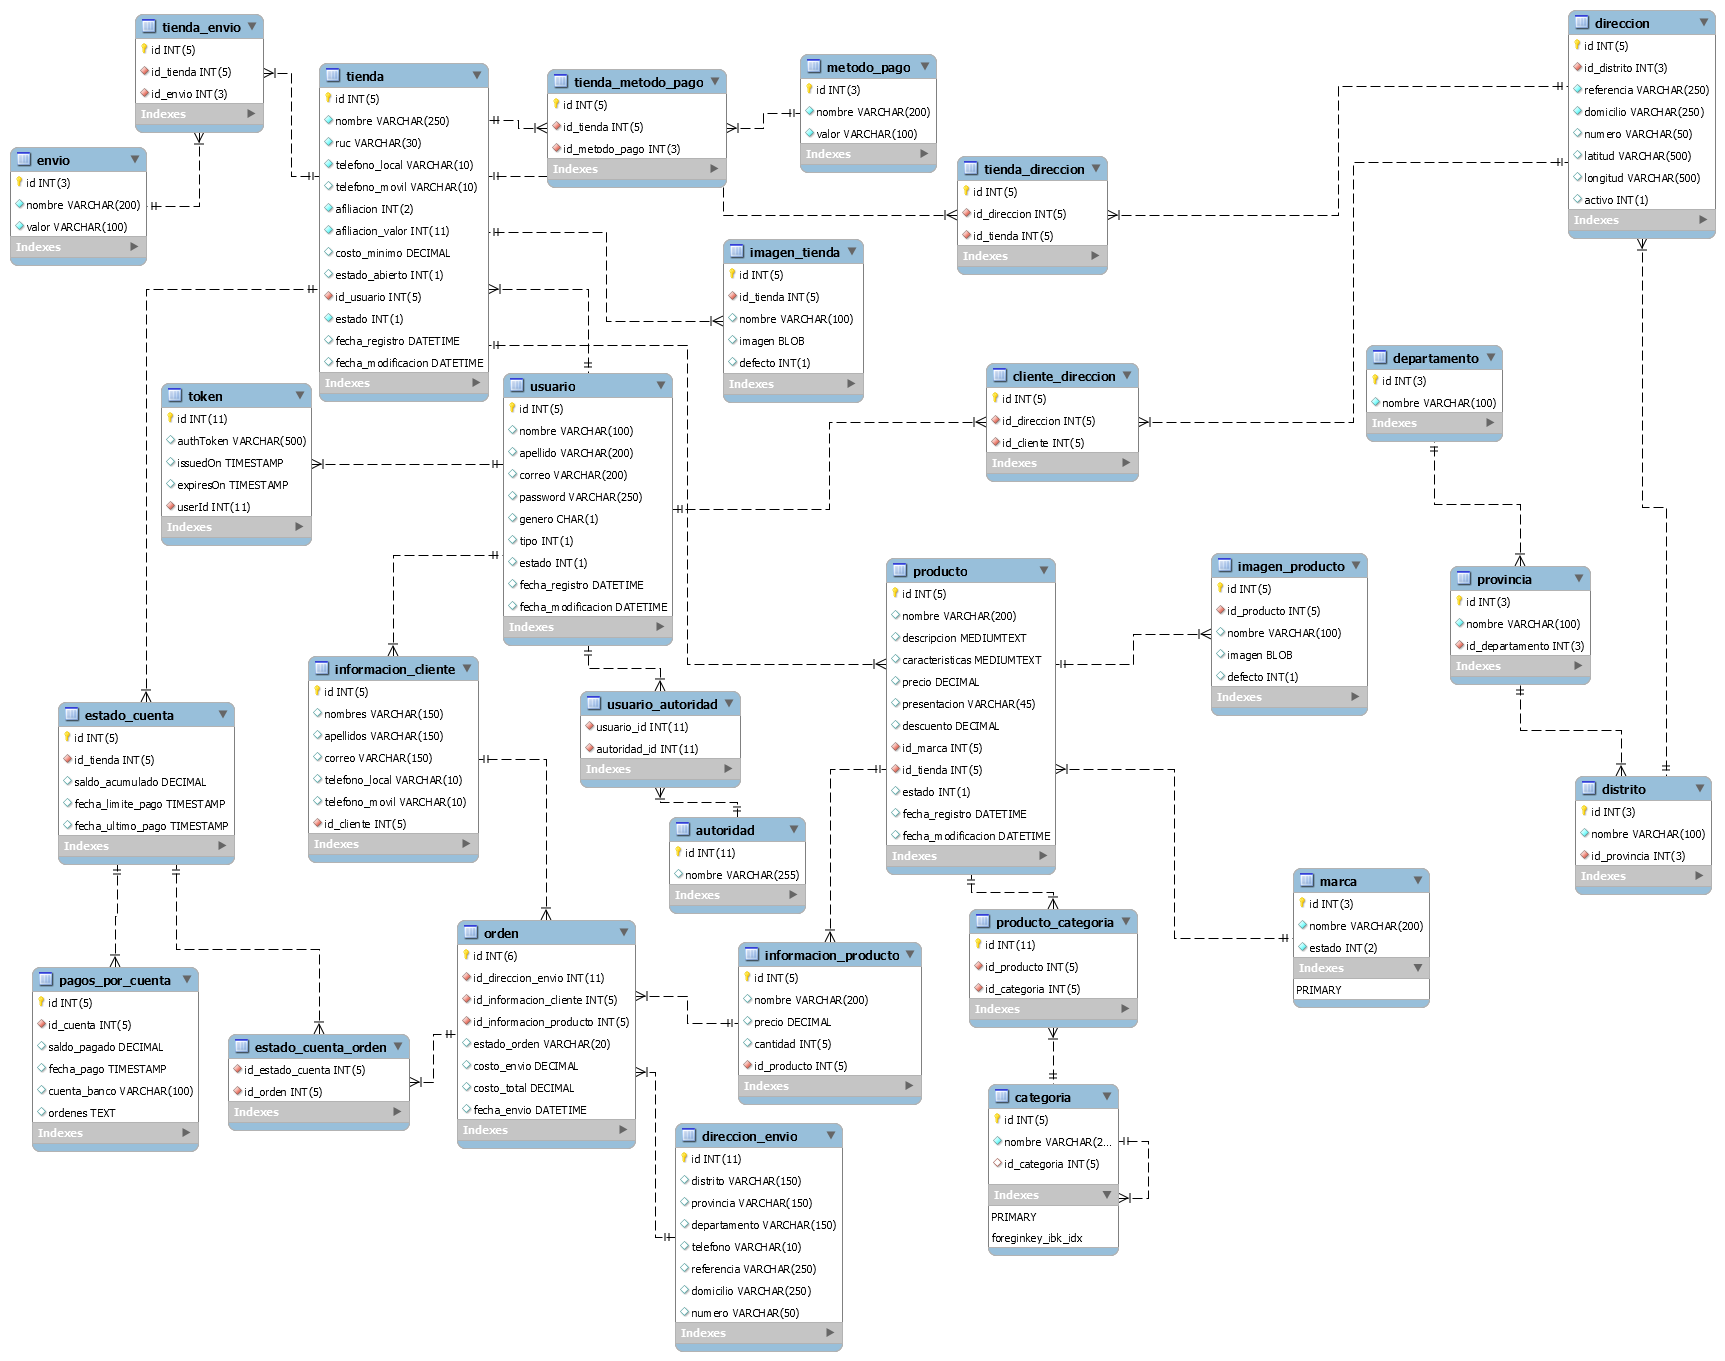 tienda_envio
id INT(5)
id_tienda INT(5)
id_envio INT(3)
Indexes
envio
id INT(3)
nombre VARCHAR(200)
valor VARCHAR(100)
Indexes
tienda
id INT(5)
nombre VARCHAR(250)
ruc VARCHAR(30)
telefono_local VARCHAR(10)
telefono_movil VARCHAR(10)
afiliacion INT(2)
afiliacion_valor INT(11)
costo_minimo DECIMAL
estado_abierto INT(1)
id_usuario INT(5)
estado INT(1)
fecha_registro DATETIME
fecha_modificacion DATETIME
Indexes
tienda_metodo_pago
id INT(5)
id_tienda INT(5)
id_metodo_pago INT(3)
Indexes
metodo_pago
id INT(3)
nombre VARCHAR(200)
valor VARCHAR(100)
Indexes
tienda_direccion
id INT(5)
id_direccion INT(5)
id_tienda INT(5)
Indexes
direccion
id INT(5)
id_distrito INT(3)
referencia VARCHAR(250)
domicilio VARCHAR(250)
numero VARCHAR(50)
latitud VARCHAR(500)
longitud VARCHAR(500)
activo INT(1)
Indexes
imagen_tienda
id INT(5)
id_tienda INT(5)
nombre VARCHAR(100)
imagen BLOB
defecto INT(1)
Indexes
token
id INT(11)
authToken VARCHAR(500)
issuedOn TIMESTAMP
expiresOn TIMESTAMP
userId INT(11)
Indexes
usuario
id INT(5)
nombre VARCHAR(100)
apellido VARCHAR(200)
correo VARCHAR(200)
password VARCHAR(250)
genero CHAR(1)
tipo INT(1)
estado INT(1)
fecha_registro DATETIME
fecha_modificacion DATETIME
Indexes
cliente_direccion
id INT(5)
id_direccion INT(5)
id_cliente INT(5)
Indexes
departamento
id INT(3)
nombre VARCHAR(100)
Indexes
producto
id INT(5)
nombre VARCHAR(200)
descripcion MEDIUMTEXT
caracteristicas MEDIUMTEXT
precio DECIMAL
presentacion VARCHAR(45)
descuento DECIMAL
id_marca INT(5)
id_tienda INT(5)
estado INT(1)
fecha_registro DATETIME
fecha_modificacion DATETIME
Indexes
imagen_producto
id INT(5)
id_producto INT(5)
nombre VARCHAR(100)
imagen BLOB
defecto INT(1)
Indexes
provincia
id INT(3)
nombre VARCHAR(100)
id_departamento INT(3)
Indexes
informacion_cliente
id INT(5)
nombres VARCHAR(150)
apellidos VARCHAR(150)
correo VARCHAR(150)
telefono_local VARCHAR(10)
telefono_movil VARCHAR(10)
id_cliente INT(5)
Indexes
usuario_autoridad
usuario_id INT(11)
autoridad_id INT(11)
Indexes
estado_cuenta
id INT(5)
id_tienda INT(5)
saldo_acumulado DECIMAL
fecha_limite_pago TIMESTAMP
fecha_ultimo_pago TIMESTAMP
Indexes
autoridad
id INT(11)
nombre VARCHAR(255)
Indexes
distrito
id INT(3)
nombre VARCHAR(100)
id_provincia INT(3)
Indexes
marca
id INT(3)
nombre VARCHAR(200)
estado INT(2)
Indexes
PRIMARY
producto_categoria
id INT(11)
id_producto INT(5)
id_categoria INT(5)
Indexes
orden
id INT(6)
id_direccion_envio INT(11)
id_informacion_cliente INT(5)
id_informacion_producto INT(5)
estado_orden VARCHAR(20)
costo_envio DECIMAL
costo_total DECIMAL
fecha_envio DATETIME
Indexes
informacion_producto
id INT(5)
nombre VARCHAR(200)
precio DECIMAL
cantidad INT(5)
id_producto INT(5)
Indexes
pagos_por_cuenta
id INT(5)
id_cuenta INT(5)
saldo_pagado DECIMAL
fecha_pago TIMESTAMP
cuenta_banco VARCHAR(100)
ordenes TEXT
Indexes
estado_cuenta_orden
id_estado_cuenta INT(5)
id_orden INT(5)
Indexes
categoria
id INT(5)
nombre VARCHAR(2...
id_categoria INT(5)
Indexes
PRIMARY
foreginkey_ibk_idx
direccion_envio
id INT(11)
distrito VARCHAR(150)
provincia VARCHAR(150)
departamento VARCHAR(150)
telefono VARCHAR(10)
referencia VARCHAR(250)
domicilio VARCHAR(250)
numero VARCHAR(50)
Indexes